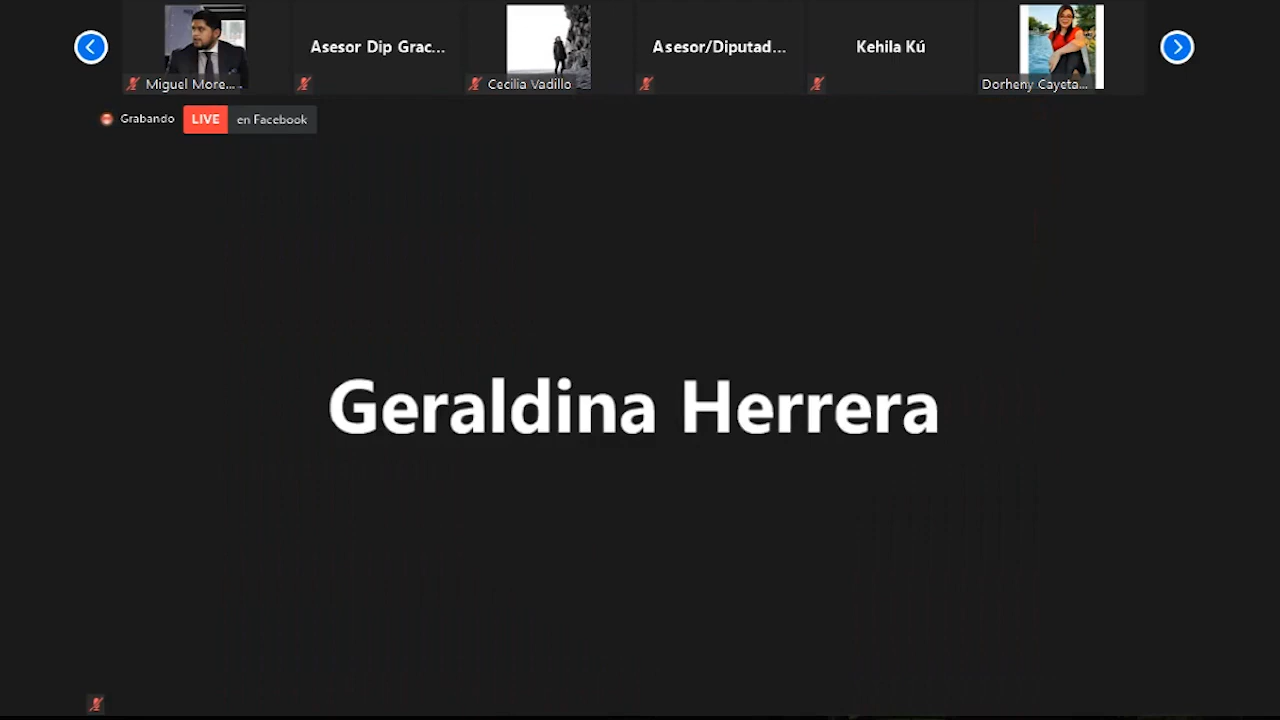 Miguel More...
Asesor Dip Grac...
Cecilia Vadillo
Asesor/Diputad...
Kehila Kú
Dorheny Cayeta...
Grabando
LIVE en Facebook
Geraldina Herrera